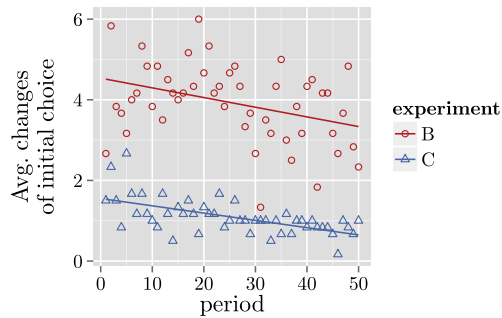 Avg. changes
of initial choice
6
4
2
0
0 10 20 30 40 50
period
experiment
B
C